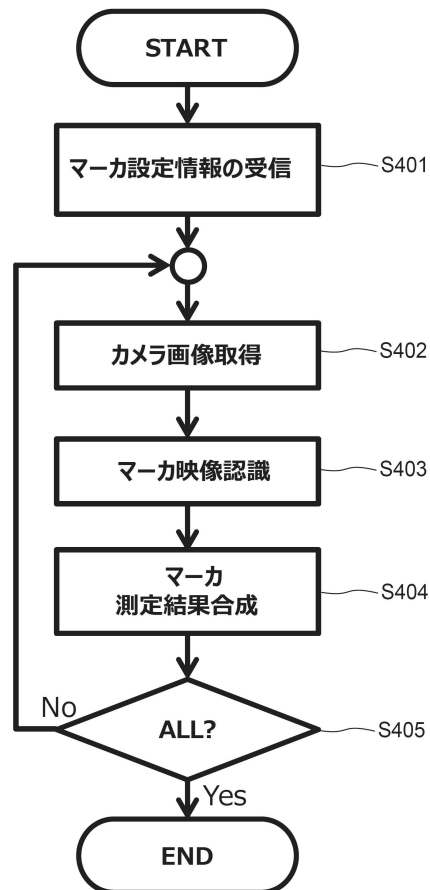 START
マーカ設定情報の受信
S401
カメラ画像取得
S402
マーカ映像認識
S403
マーカ
測定結果合成
S404
No
ALL?
S405
Yes
END